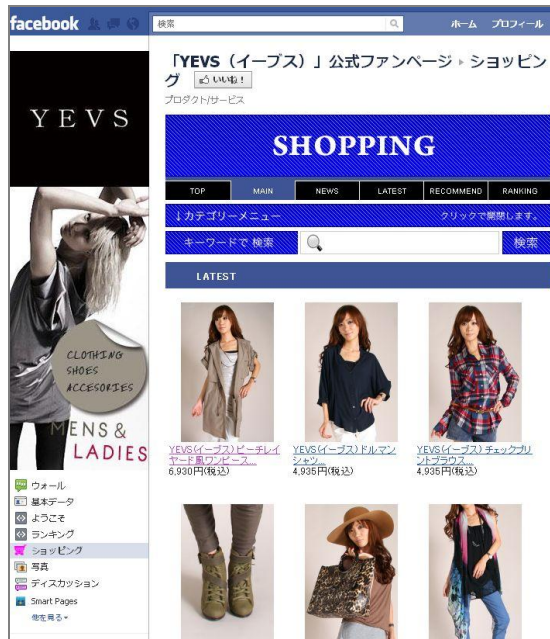 facebook
検索
ホーム プロフィール
「YEVS（イーブス）」公式ファンページ ▸ ショッピン
グ いいね！
プロダクト/サービス
YEVS
SHOPPING
TOP MAIN NEWS LATEST RECOMMEND RANKING
↓カテゴリーメニュー クリックで開閉します。
キーワードで 検索 検索
LATEST
CLOTHING
SHOES
ACCESORIES
MENS &
LADIES
YEVS(イーブス) ピーチレイ
ヤード風ワンピース...
6,930円(税込)
YEVS(イーブス) ドルマン
シャツ...
4,935円(税込)
YEVS(イーブス) チェックプリ
ントブラウス...
4,935円(税込)
ウォール
基本データ
ようこそ
ランキング
ショッピング
写真
ディスカッション
Smart Pages
他を見る